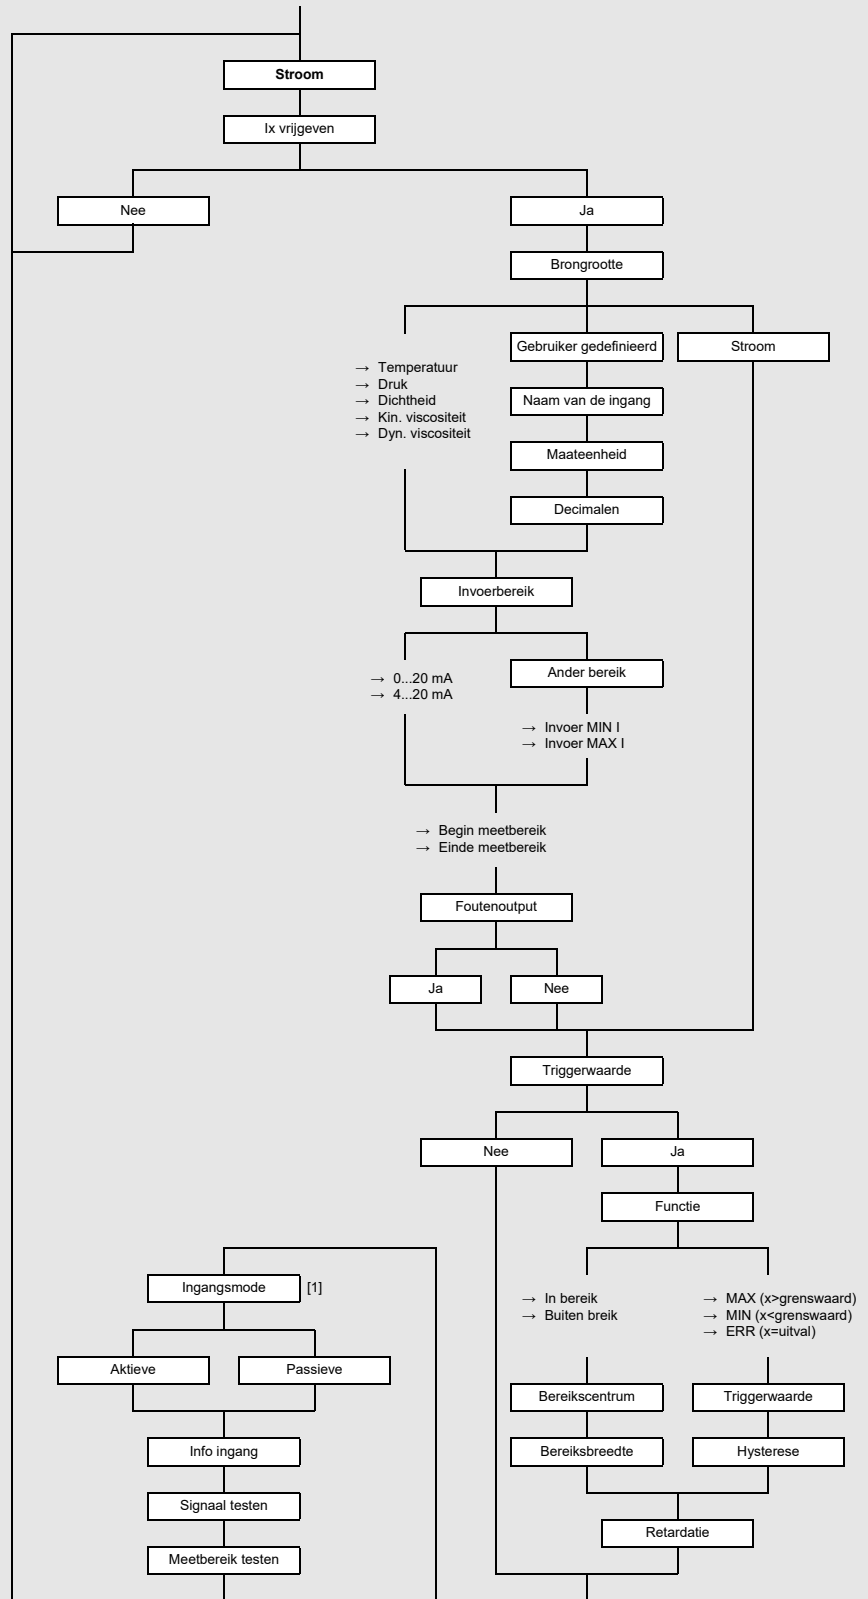 Stroom
Ix vrijgeven
Nee
Ja
Brongrootte
Gebruiker gedefinieerd
Stroom
→ Temperatuur
→ Druk
→ Dichtheid
→ Kin. viscositeit
→ Dyn. viscositeit
Naam van de ingang
Maateenheid
Decimalen
Invoerbereik
→ 0...20 mA
→ 4...20 mA
Ander bereik
→ Invoer MIN I
→ Invoer MAX I
→ Begin meetbereik
→ Einde meetbereik
Foutenoutput
Ja
Nee
Triggerwaarde
Nee
Ja
Functie
→ In bereik
→ Buiten breik
→ MAX (x>grenswaard)
→ MIN (x<grenswaard)
→ ERR (x=uitval)
Bereikscentrum
Triggerwaarde
Bereiksbreedte
Hysterese
Retardatie
Ingangsmode [1]
Aktieve
Passieve
Info ingang
Signaal testen
Meetbereik testen